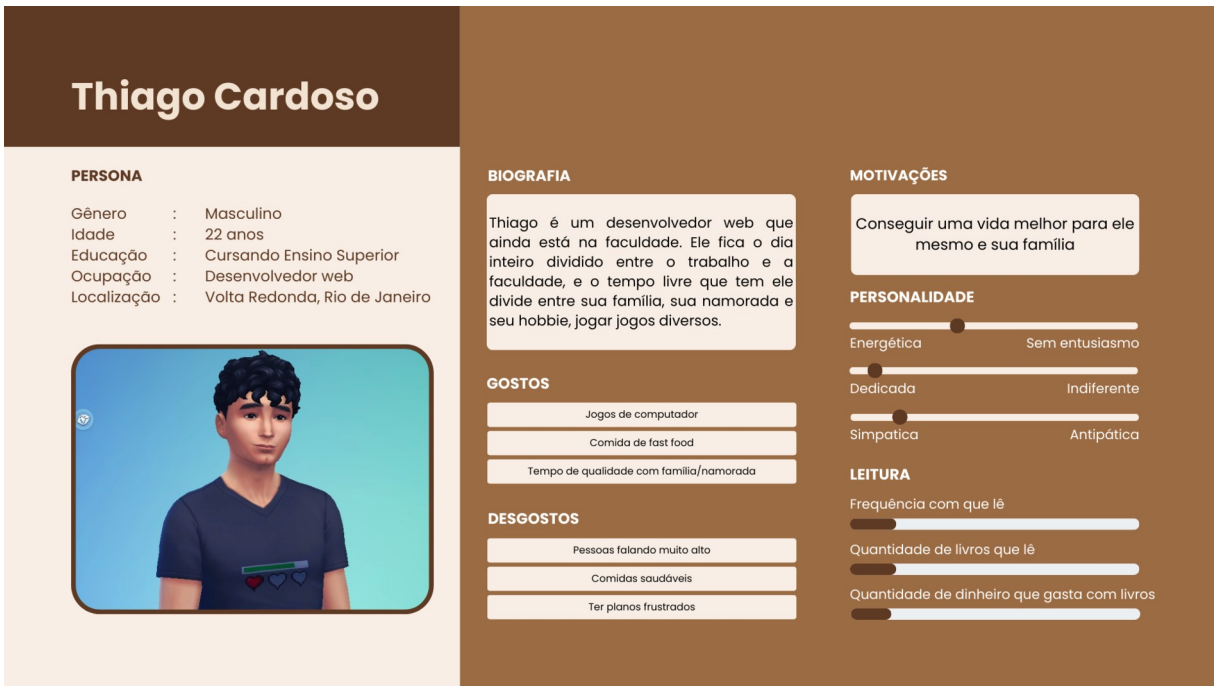 Thiago Cardoso
PERSONA
Gênero : Masculino
Idade : 22 anos
Educação : Cursando Ensino Superior
Ocupação : Desenvolvedor web
Localização : Volta Redonda, Rio de Janeiro
BIOGRAFIA
Thiago é um desenvolvedor web que
ainda está na faculdade. Ele fica o dia
inteiro dividido entre o trabalho e a
faculdade, e o tempo livre que tem ele
divide entre sua família, sua namorada e
seu hobbie, jogar jogos diversos.
GOSTOS
Jogos de computador
Comida de fast food
Tempo de qualidade com família/namorada
DESGOSTOS
Pessoas falando muito alto
Comidas saudáveis
Ter planos frustrados
MOTIVAÇÕES
Conseguir uma vida melhor para ele
mesmo e sua família
PERSONALIDADE
Energética Sem entusiasmo
Dedicada Indiferente
Simpatica Antipática
LEITURA
Frequência com que lê
Quantidade de livros que lê
Quantidade de dinheiro que gasta com livros